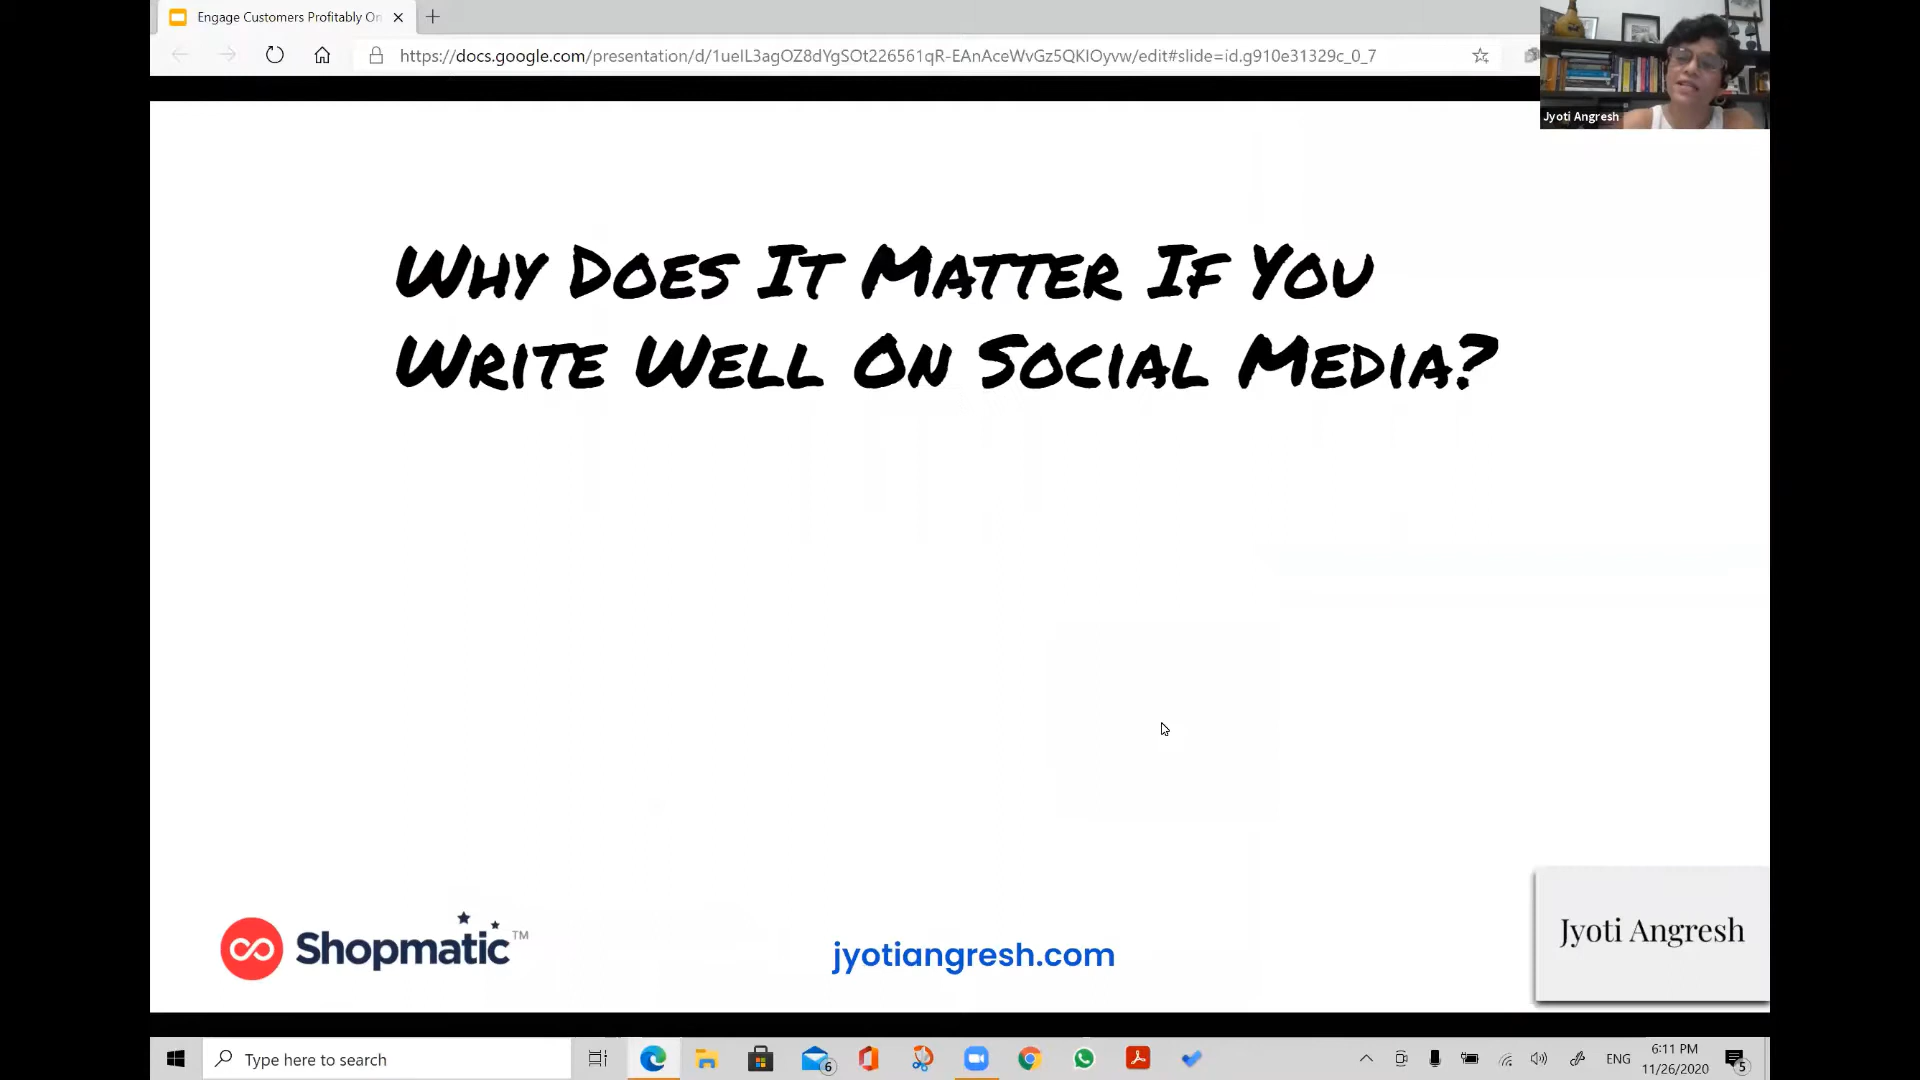 Engage Customers Profitably On
https://docs.google.com/presentation/d/1ueIL3agOZ8dYgSOt226561qR-EAnAceWvGz5QKIOyvw/edit#slide=id.g910e31329c_0_7
Jyoti Angresh
Why Does It Matter If You
Write Well On Social Media?
Shopmatic™
jyotiangresh.com
Jyoti Angresh
Type here to search
6
ENG
6:11 PM
11/26/2020
5